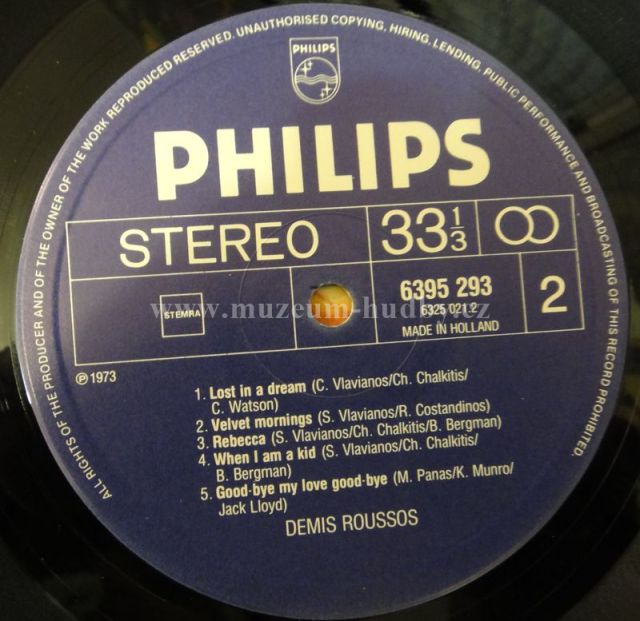 ALL RIGHTS OF THE PRODUCER AND OF THE OWNER OF THE WORK REPRODUCED RESERVED. UNAUTHORISED COPYING, HIRING, LENDING, PUBLIC PERFORMANCE AND BROADCASTING OF THIS RECORD PROHIBITED.
PHILIPS
PHILIPS
STEREO
33 1/3
STEMRA
6395 293
6325 021.2
MADE IN HOLLAND
2
www.muzeum-hudby.cz
℗ 1973
1. Lost in a dream (C. Vlavianos/Ch. Chalkitis/
C. Watson)
2. Velvet mornings (S. Vlavianos/R. Costandinos)
3. Rebecca (S. Vlavianos/Ch. Chalkitis/B. Bergman)
4. When I am a kid (S. Vlavianos/Ch. Chalkitis/
B. Bergman)
5. Good-bye my love good-bye (M. Panas/K. Munro/
Jack Lloyd)
DEMIS ROUSSOS